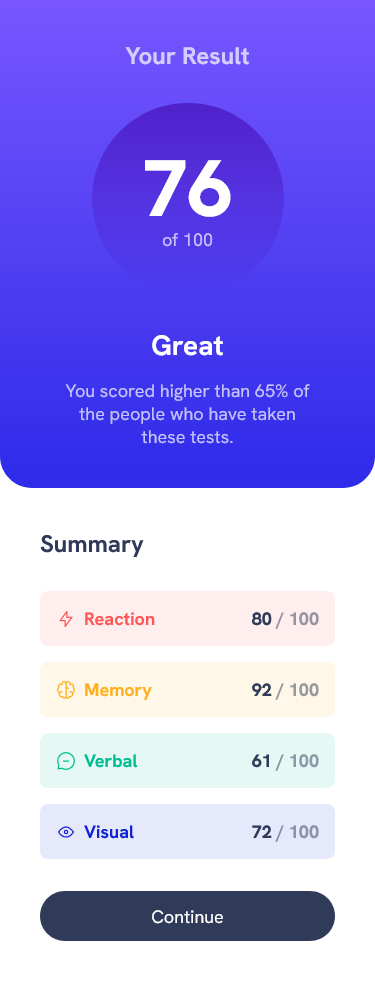 Your Result
76
of 100
Great
You scored higher than 65% of
the people who have taken
these tests.
Summary
Reaction 80 / 100
Memory 92 / 100
Verbal 61 / 100
Visual 72 / 100
Continue